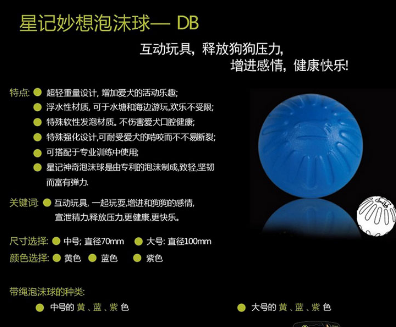 星记妙想泡沫球— DB
互动玩具, 释放狗狗压力,
增进感情, 健康快乐!
特点: ● 超轻重量设计, 增加爱犬的活动乐趣;
● 浮水性材质, 可于水塘和海边游玩,欢乐不受限;
● 特殊软性发泡材质, 不伤害爱犬口腔健康;
● 特殊强化设计,可耐受爱犬的啃咬而不不易断裂;
● 可搭配于专业训练中使用;
● 星记神奇泡沫球是由专利的泡沫制成,致轻,坚韧
而富有弹力.
关键词: ● 互动玩具, 一起玩耍,增进和狗狗的感情,
宣泄精力,释放压力,更健康,更快乐。
尺寸选择: ● 中号; 直径70mm ● 大号: 直径100mm
颜色选择: ● 黄色 ● 蓝色 ● 紫色
带绳泡沫球的种类:
● 中号的 黄、蓝、紫 色 ● 大号的 黄、蓝、紫 色